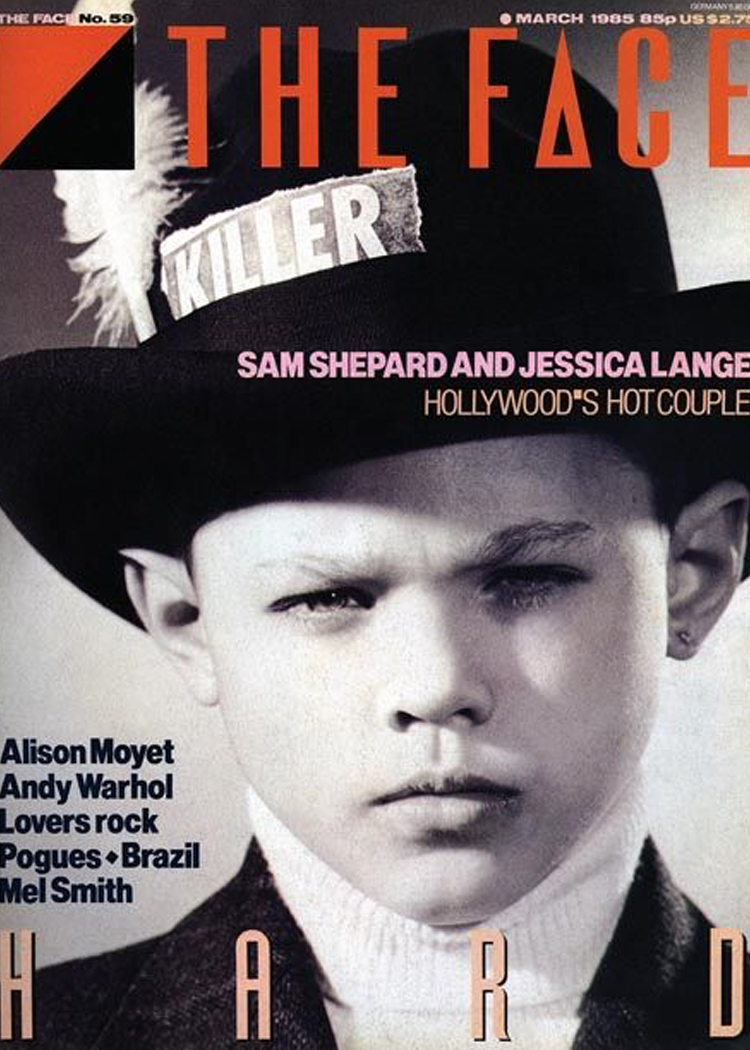 THE FACE No. 59
MARCH 1985 85p US $2.75
THE FACE
KILLER
SAM SHEPARD AND JESSICA LANGE
HOLLYWOOD'S HOT COUPLE
Alison Moyet
Andy Warhol
Lovers rock
Pogues ♦ Brazil
Mel Smith
HARD